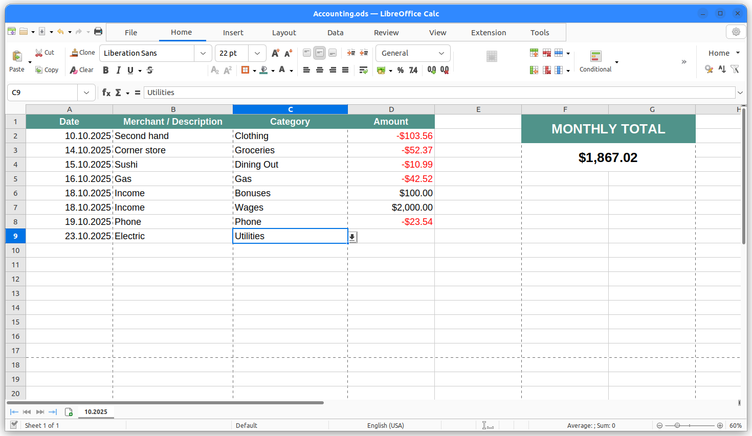 Accounting.ods — LibreOffice Calc
File Home Insert Layout Data Review View Extension Tools
Paste Cut Copy Clone Clear Liberation Sans 22 pt General Conditional Home
B I U S
C9 fx Σ = Utilities
A B C D E F G H
1 Date Merchant / Description Category Amount MONTHLY TOTAL
2 10.10.2025 Second hand Clothing -$103.56
3 14.10.2025 Corner store Groceries -$52.37 $1,867.02
4 15.10.2025 Sushi Dining Out -$10.99
5 16.10.2025 Gas Gas -$42.52
6 18.10.2025 Income Bonuses $100.00
7 18.10.2025 Income Wages $2,000.00
8 19.10.2025 Phone Phone -$23.54
9 23.10.2025 Electric Utilities
10
11
12
13
14
15
16
17
18
19
20
10.2025
Sheet 1 of 1 Default English (USA) Average: ; Sum: 0 60%